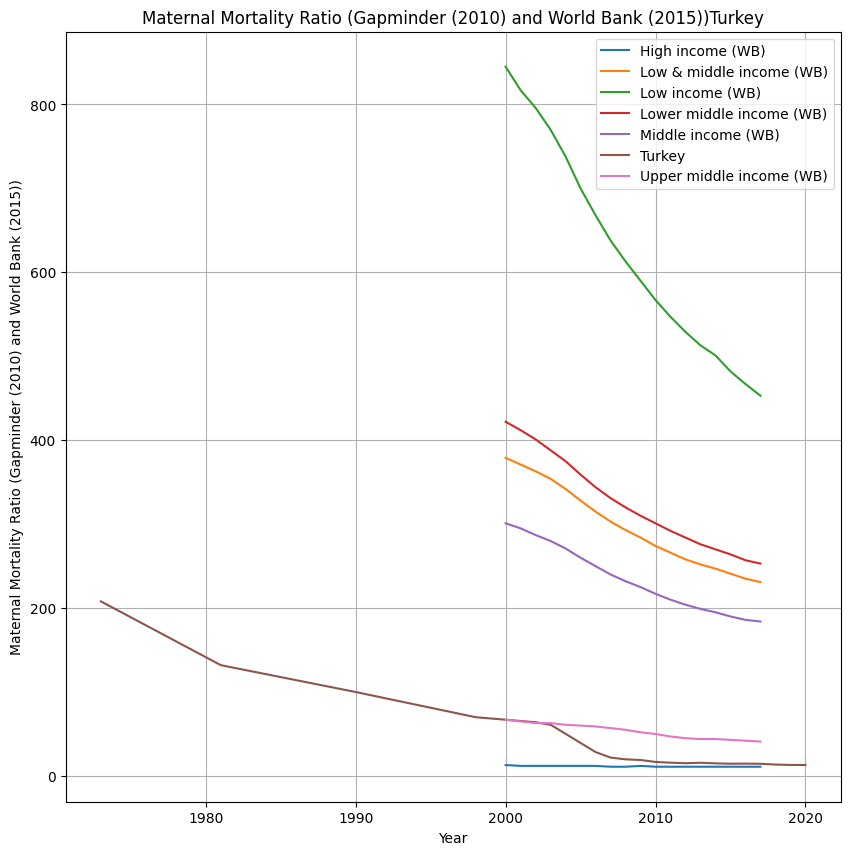 Maternal Mortality Ratio (Gapminder (2010) and World Bank (2015))Turkey
Maternal Mortality Ratio (Gapminder (2010) and World Bank (2015))
800
600
400
200
0
High income (WB)
Low & middle income (WB)
Low income (WB)
Lower middle income (WB)
Middle income (WB)
Turkey
Upper middle income (WB)
1980
1990
2000
2010
2020
Year